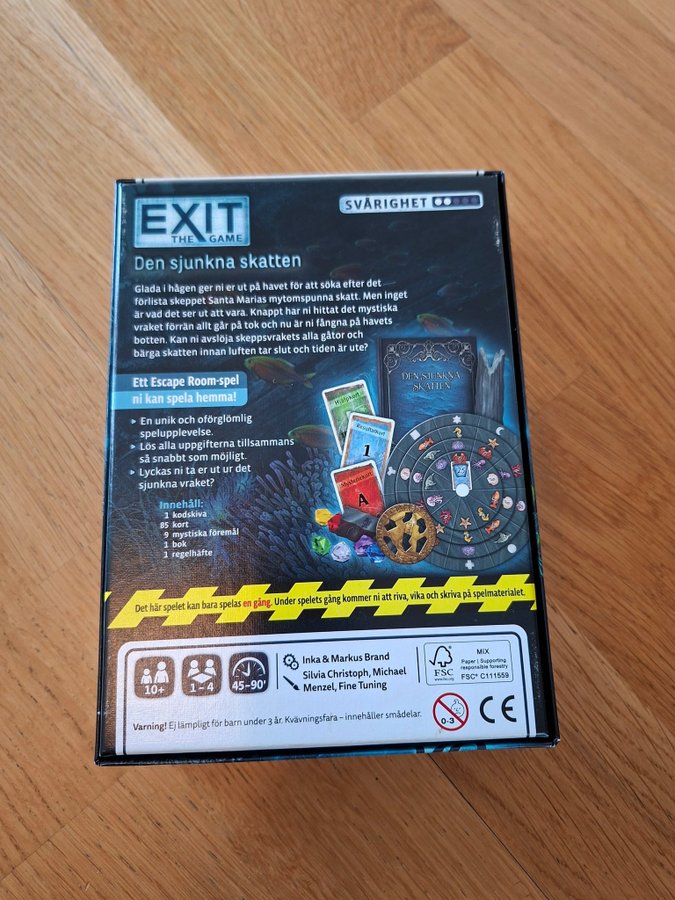 EXIT
THE GAME
SVÅRIGHET
Den sjunkna skatten
Glada i hågen ger ni er ut på havet för att söka efter det
förlista skeppet Santa Marias mytomspunna skatt. Men inget
är vad det ser ut att vara. Knappt har ni hittat det mystiska
vraket förrän allt går på tok och nu är ni fångna på havets
botten. Kan ni avslöja skeppsvrakets alla gåtor och
bärga skatten innan luften tar slut och tiden är ute?
Ett Escape Room-spel
ni kan spela hemma!
▸ En unik och oförglömlig
spelupplevelse.
▸ Lös alla uppgifterna tillsammans
så snabbt som möjligt.
▸ Lyckas ni ta er ut ur det
sjunkna vraket?
Innehåll:
1 kodskiva
85 kort
9 mystiska föremål
1 bok
1 regelhäfte
DEN SJUNKNA
SKATTEN
Hjälpkort
Resultatkort
1
Mysteriekort
A
Det här spelet kan bara spelas en gång. Under spelets gång kommer ni att riva, vika och skriva på spelmaterialet.
10+
1 – 4
45–90'
Inka & Markus Brand
Silvia Christoph, Michael
Menzel, Fine Tuning
FSC
www.fsc.org
MIX
Paper | Supporting
responsible forestry
FSC® C111559
Varning! Ej lämpligt för barn under 3 år. Kvävningsfara – innehåller smådelar.
0-3
CE